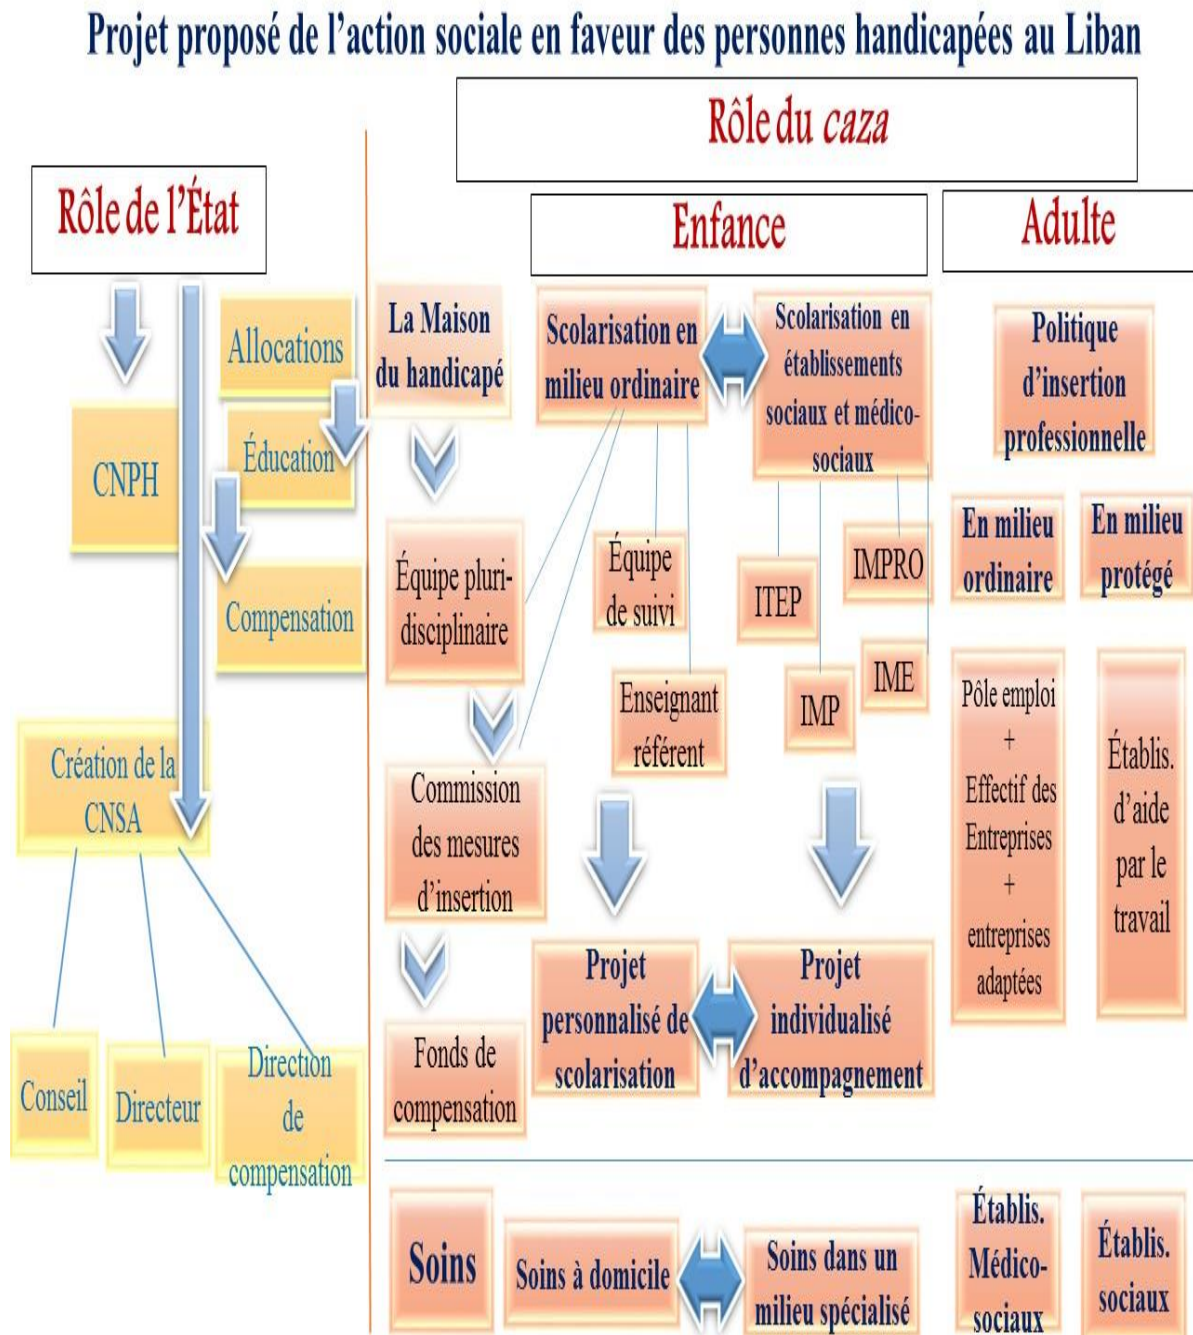 Projet proposé de l'action sociale en faveur des personnes handicapées au Liban
Rôle de l'État
CNPH
Allocations
Éducation
Compensation
Création de la
CNSA
Conseil
Directeur
Direction
de
compensation
Rôle du caza
La Maison
du handicapé
Équipe pluri-
disciplinaire
Commission
des mesures
d'insertion
Fonds de
compensation
Enfance
Scolarisation en
milieu ordinaire
Scolarisation en
établissements
sociaux et médico-
sociaux
Équipe
de suivi
Enseignant
référent
ITEP
IMP
IMPRO
IME
Projet
personnalisé de
scolarisation
Projet
individualisé
d'accompagnement
Adulte
Politique
d'insertion
professionnelle
En milieu
ordinaire
En milieu
protégé
Pôle emploi
+
Effectif des
Entreprises
+
entreprises
adaptées
Établis.
d'aide
par le
travail
Soins
Soins à domicile
Soins dans un
milieu spécialisé
Établis.
Médico-
sociaux
Établis.
sociaux